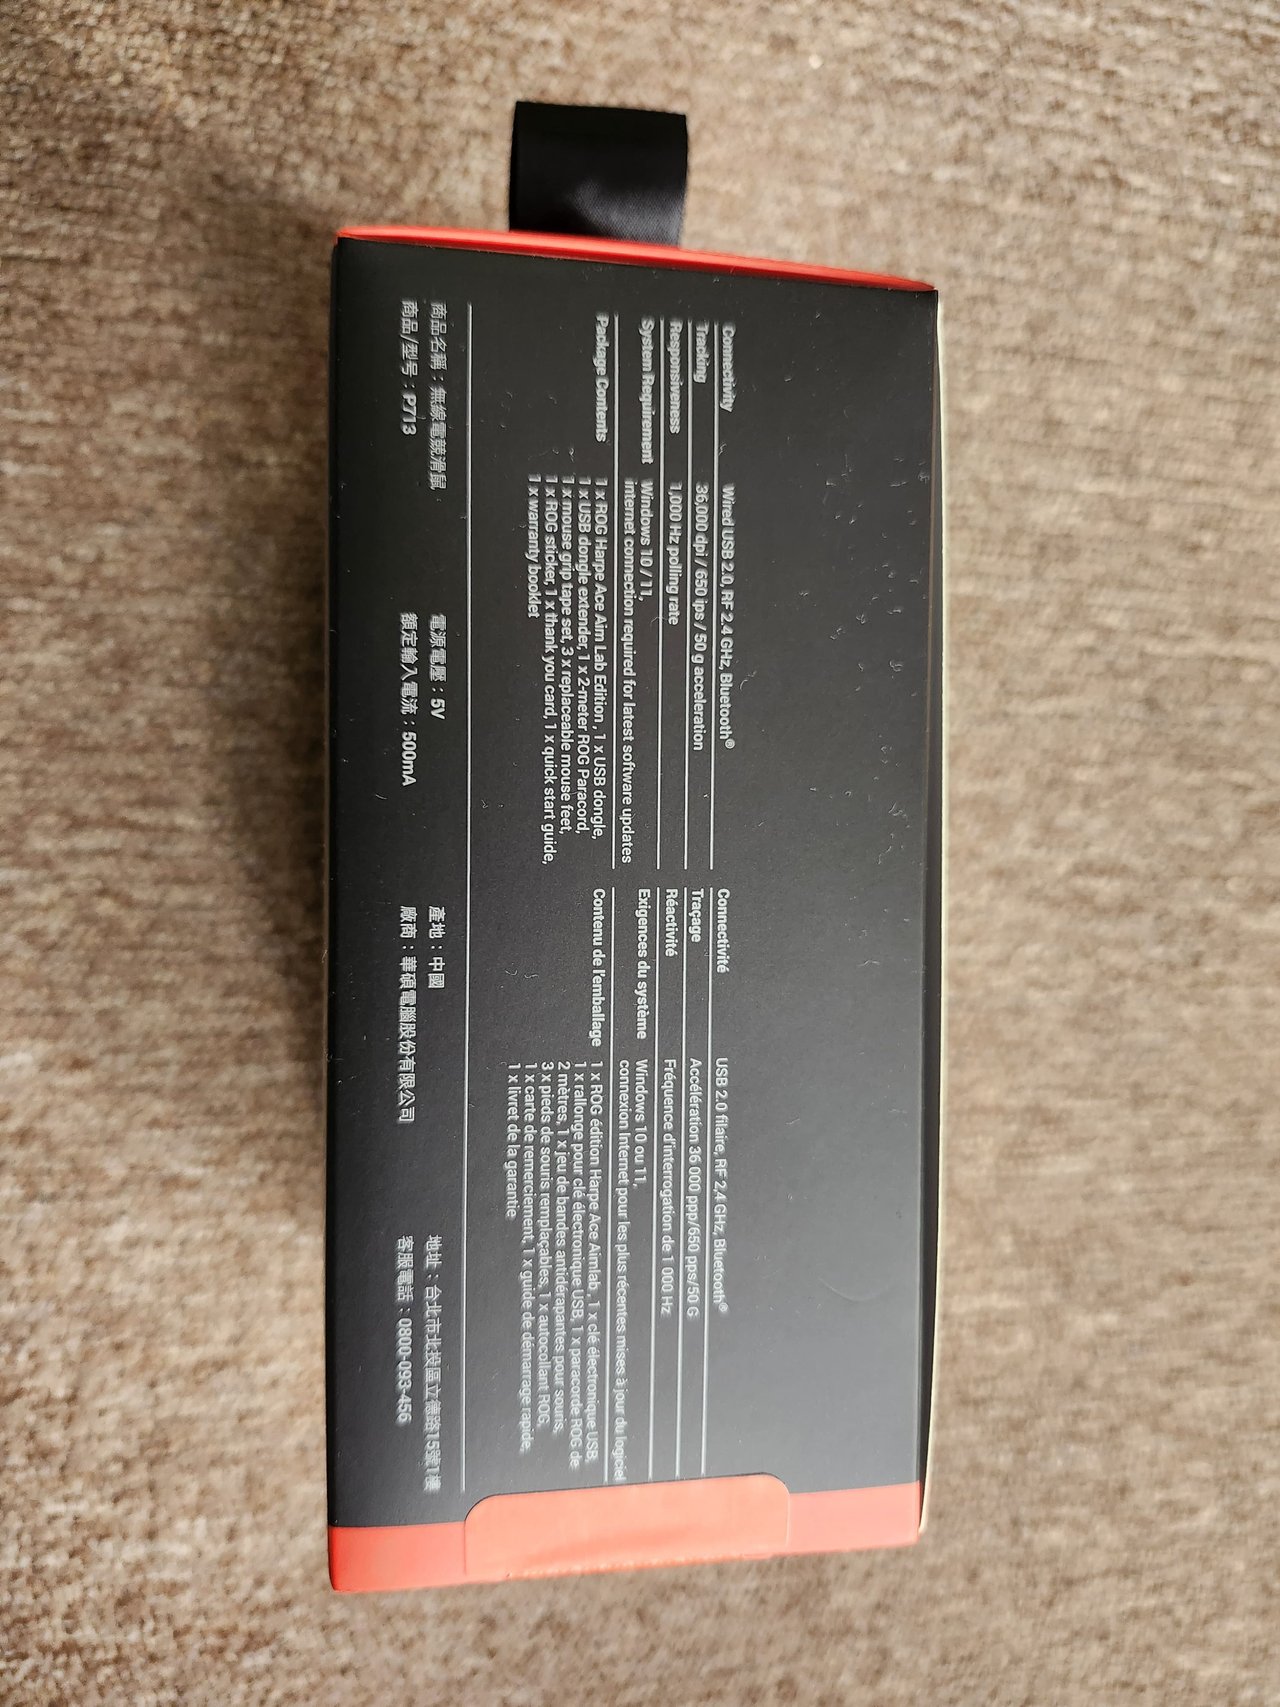 Connectivity Wired USB 2.0, RF 2.4 GHz, Bluetooth®
Tracking 36,000 dpi / 650 ips / 50 g acceleration
Responsiveness 1,000 Hz polling rate
System Requirement Windows 10 / 11,
internet connection required for latest software updates
Package Contents 1 x ROG Harpe Ace Aim Lab Edition , 1 x USB dongle,
1 x USB dongle extender, 1 x 2-meter ROG Paracord,
1 x mouse grip tape set, 3 x replaceable mouse feet,
1 x ROG sticker, 1 x thank you card, 1 x quick start guide,
1 x warranty booklet
Connectivité USB 2.0 filaire, RF 2,4 GHz, Bluetooth®
Traçage Accélération 36 000 ppp/650 pps/50 G
Réactivité Fréquence d'interrogation de 1 000 Hz
Exigences du système Windows 10 ou 11,
connexion Internet pour les plus récentes mises à jour du logiciel
Contenu de l'emballage 1 x ROG édition Harpe Ace Aimlab , 1 x clé électronique USB,
1 x rallonge pour clé électronique USB, 1 x paracorde ROG de
2 mètres, 1 x jeu de bandes antidérapantes pour souris,
3 x pieds de souris remplaçables, 1 x autocollant ROG,
1 x carte de remerciement, 1 x guide de démarrage rapide,
1 x livret de la garantie
商品名稱：無線電競滑鼠 電源電壓：5V 產地：中國 地址：台北市北投區立德路15號1樓
商品/型号：P713 額定輸入電流：500mA 廠商：華碩電腦股份有限公司 客服電話：0800-093-456